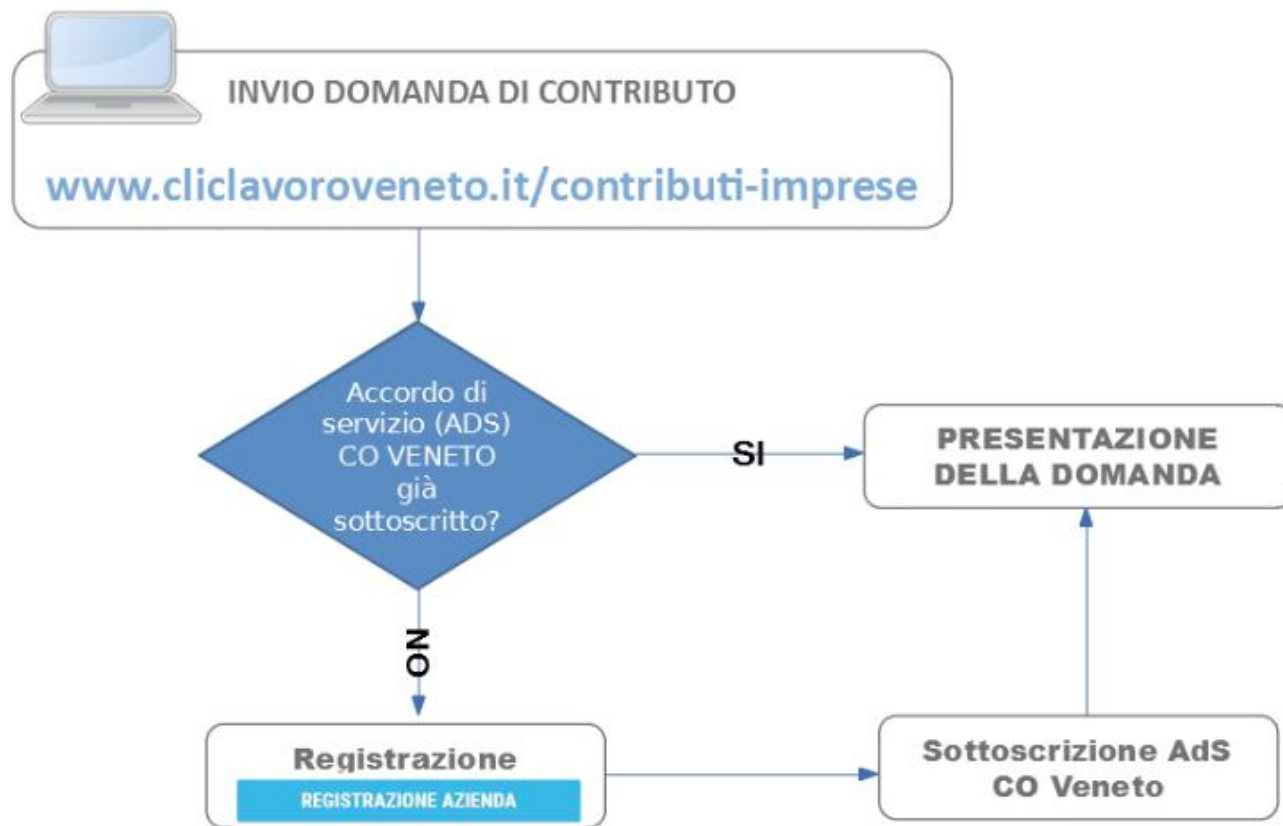 INVIO DOMANDA DI CONTRIBUTO
www.cliclavoroveneto.it/contributi-imprese
Accordo di
servizio (ADS)
CO VENETO
già
sottoscritto?
SI
PRESENTAZIONE
DELLA DOMANDA
NO
Registrazione
REGISTRAZIONE AZIENDA
Sottoscrizione AdS
CO Veneto